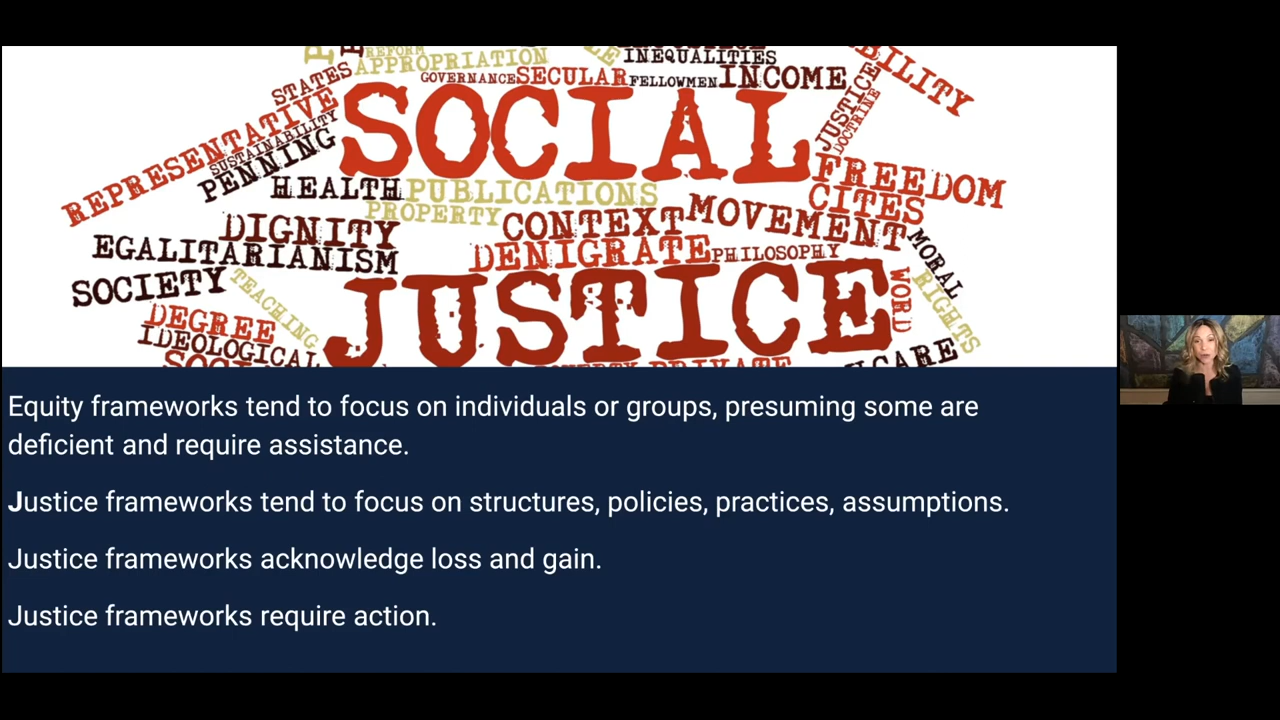 REFORM
APPROPRIATION
INEQUALITIES
STATES
GOVERNANCE
SECULAR
FELLOWMEN
INCOME
JUSTICE
DOCTRINE
REPRESENTATIVE
SUSTAINABILITY
PENNING
SOCIAL
FREEDOM
HEALTH
PUBLICATIONS
CITES
PROPERTY
CONTEXT
MOVEMENT
DIGNITY
EGALITARIANISM
DENIGRATE
PHILOSOPHY
MORAL
SOCIETY
TEACHING
JUSTICE
WORD
RIGHTS
DEGREE
IDEOLOGICAL
PRIVATE
Equity frameworks tend to focus on individuals or groups, presuming some are
deficient and require assistance.
Justice frameworks tend to focus on structures, policies, practices, assumptions.
Justice frameworks acknowledge loss and gain.
Justice frameworks require action.